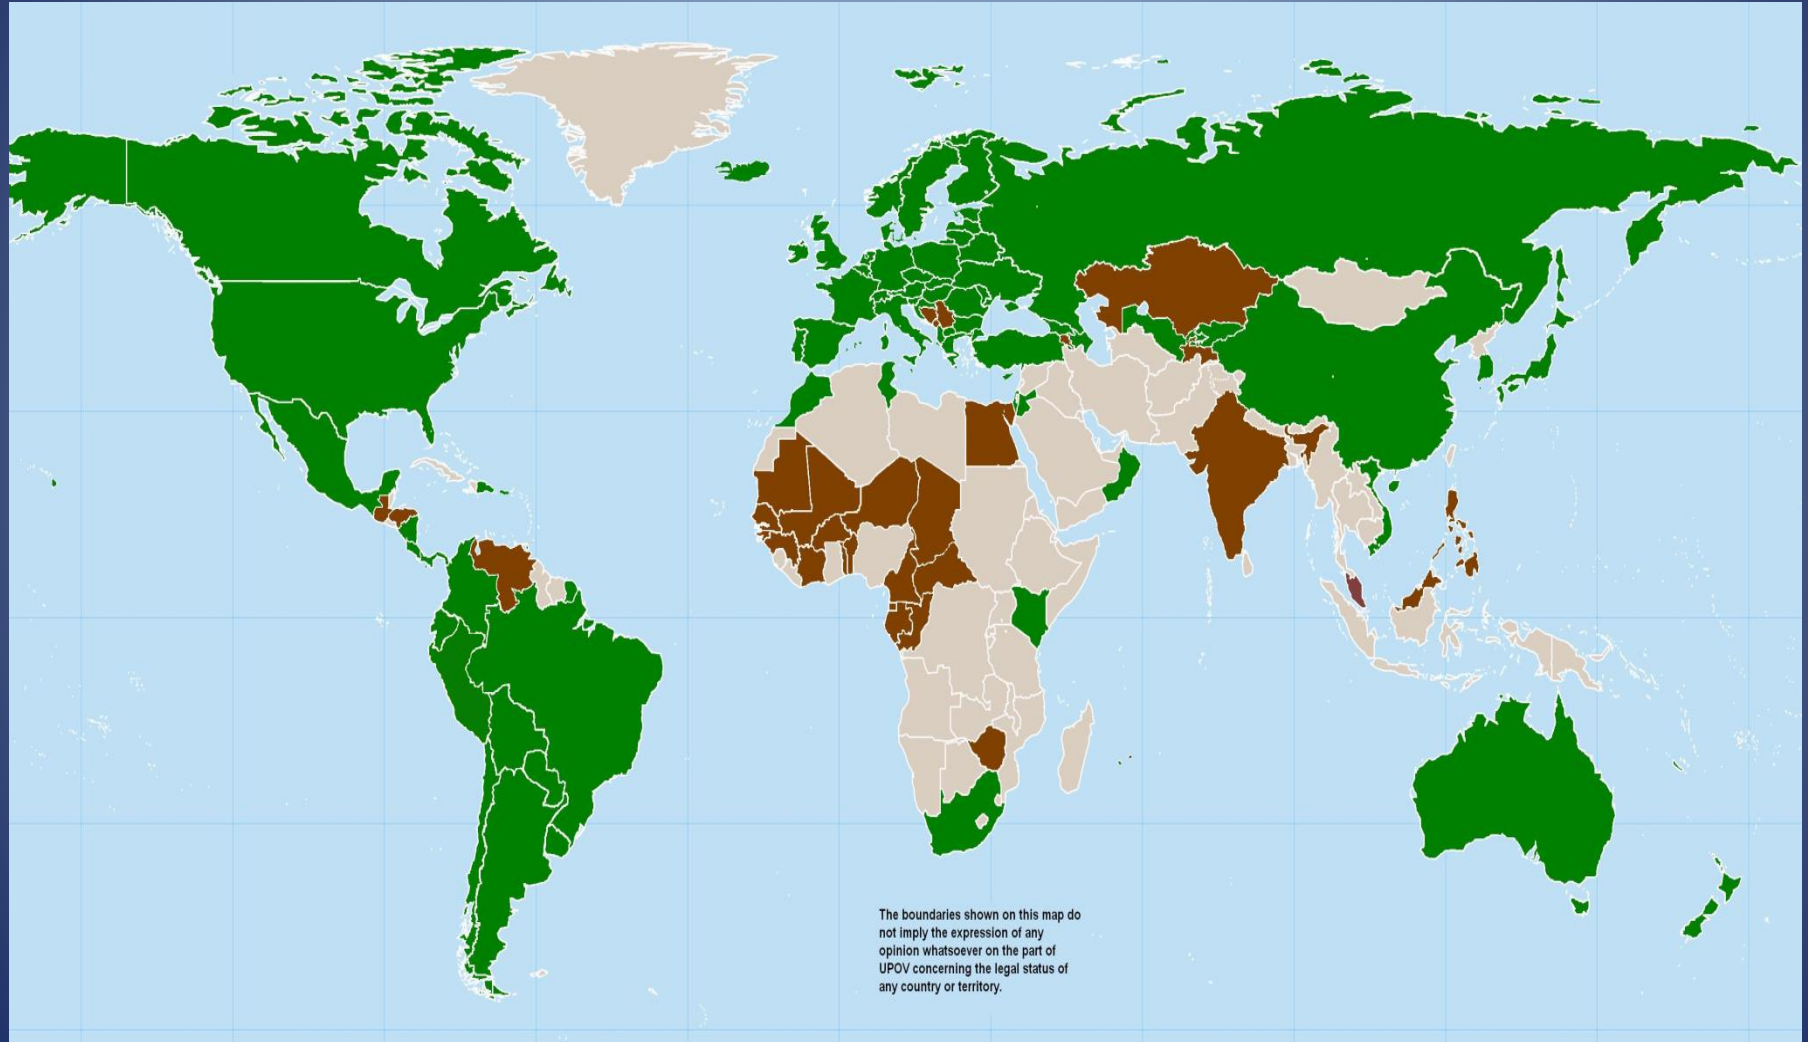 The boundaries shown on this map do
not imply the expression of any
opinion whatsoever on the part of
UPOV concerning the legal status of
any country or territory.